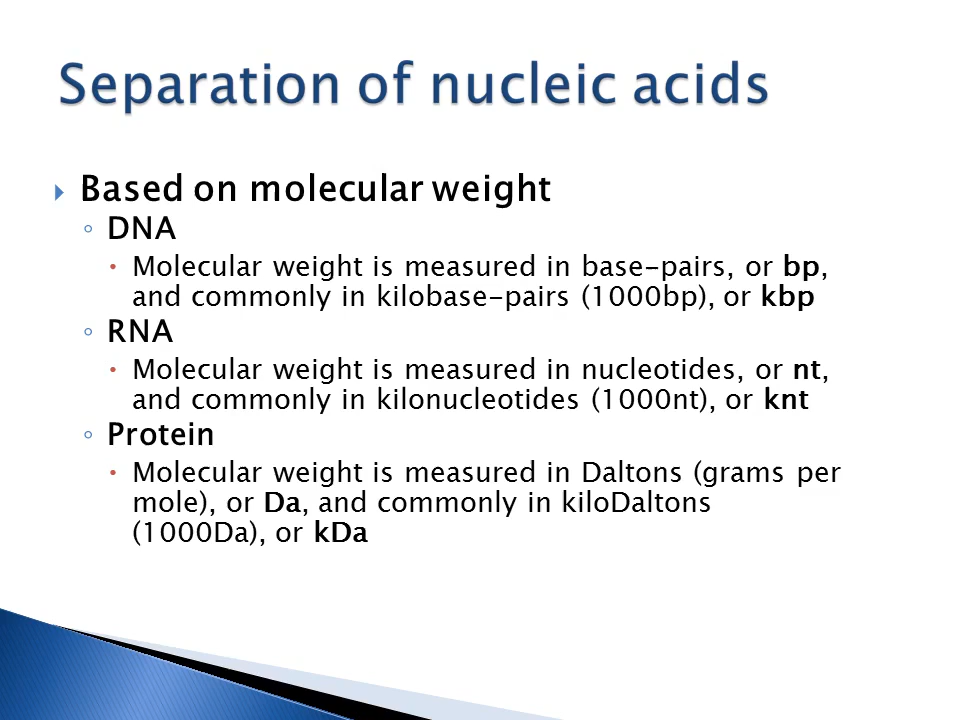 Separation of nucleic acids
Based on molecular weight
DNA
Molecular weight is measured in base-pairs, or bp,
and commonly in kilobase-pairs (1000bp), or kbp
RNA
Molecular weight is measured in nucleotides, or nt,
and commonly in kilonucleotides (1000nt), or knt
Protein
Molecular weight is measured in Daltons (grams per
mole), or Da, and commonly in kiloDaltons
(1000Da), or kDa